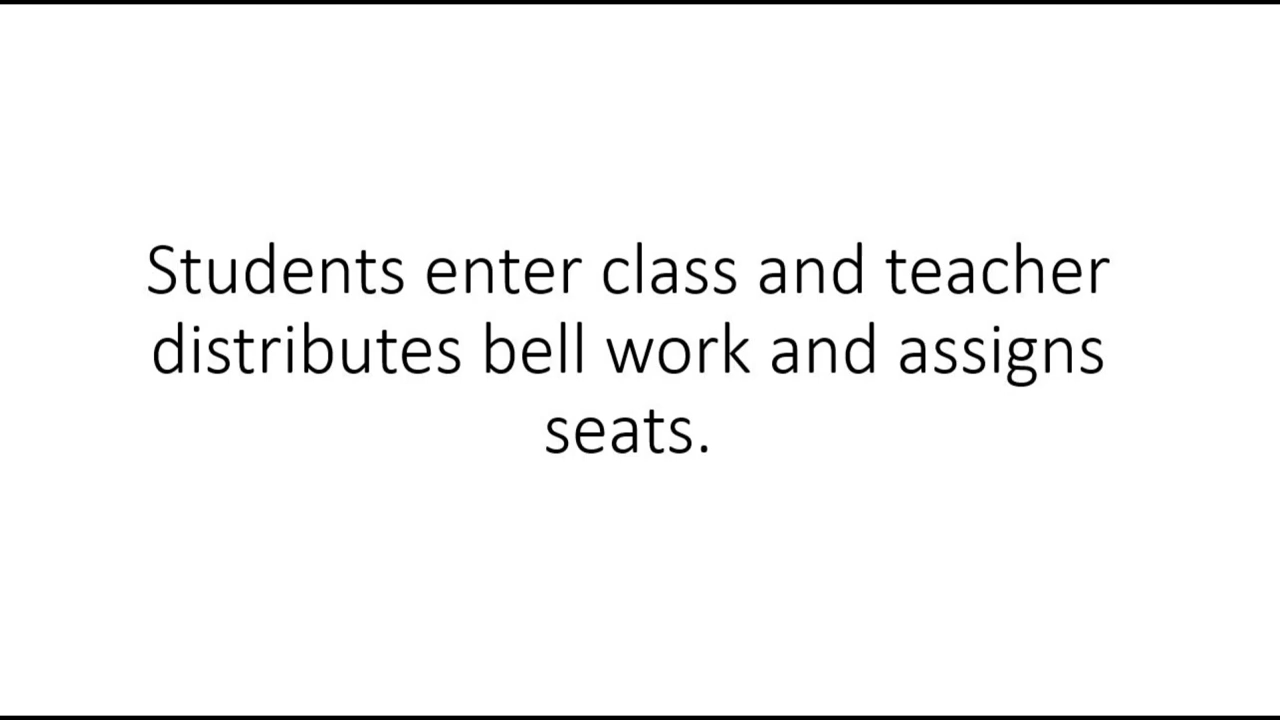 Students enter class and teacher
distributes bell work and assigns
seats.